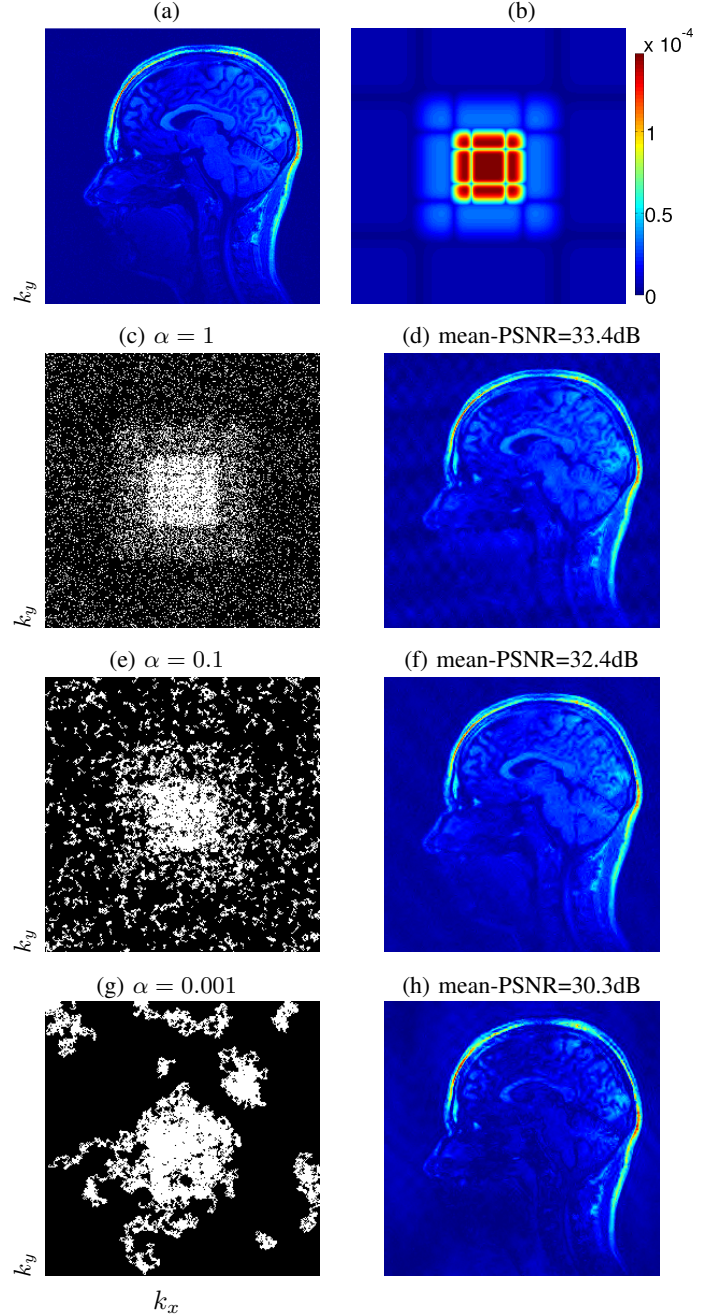 (a) (b)
x 10⁻⁴
1
0.5
0
k_y
(c) α = 1 (d) mean-PSNR=33.4dB
k_y
(e) α = 0.1 (f) mean-PSNR=32.4dB
k_y
(g) α = 0.001 (h) mean-PSNR=30.3dB
k_y
k_x